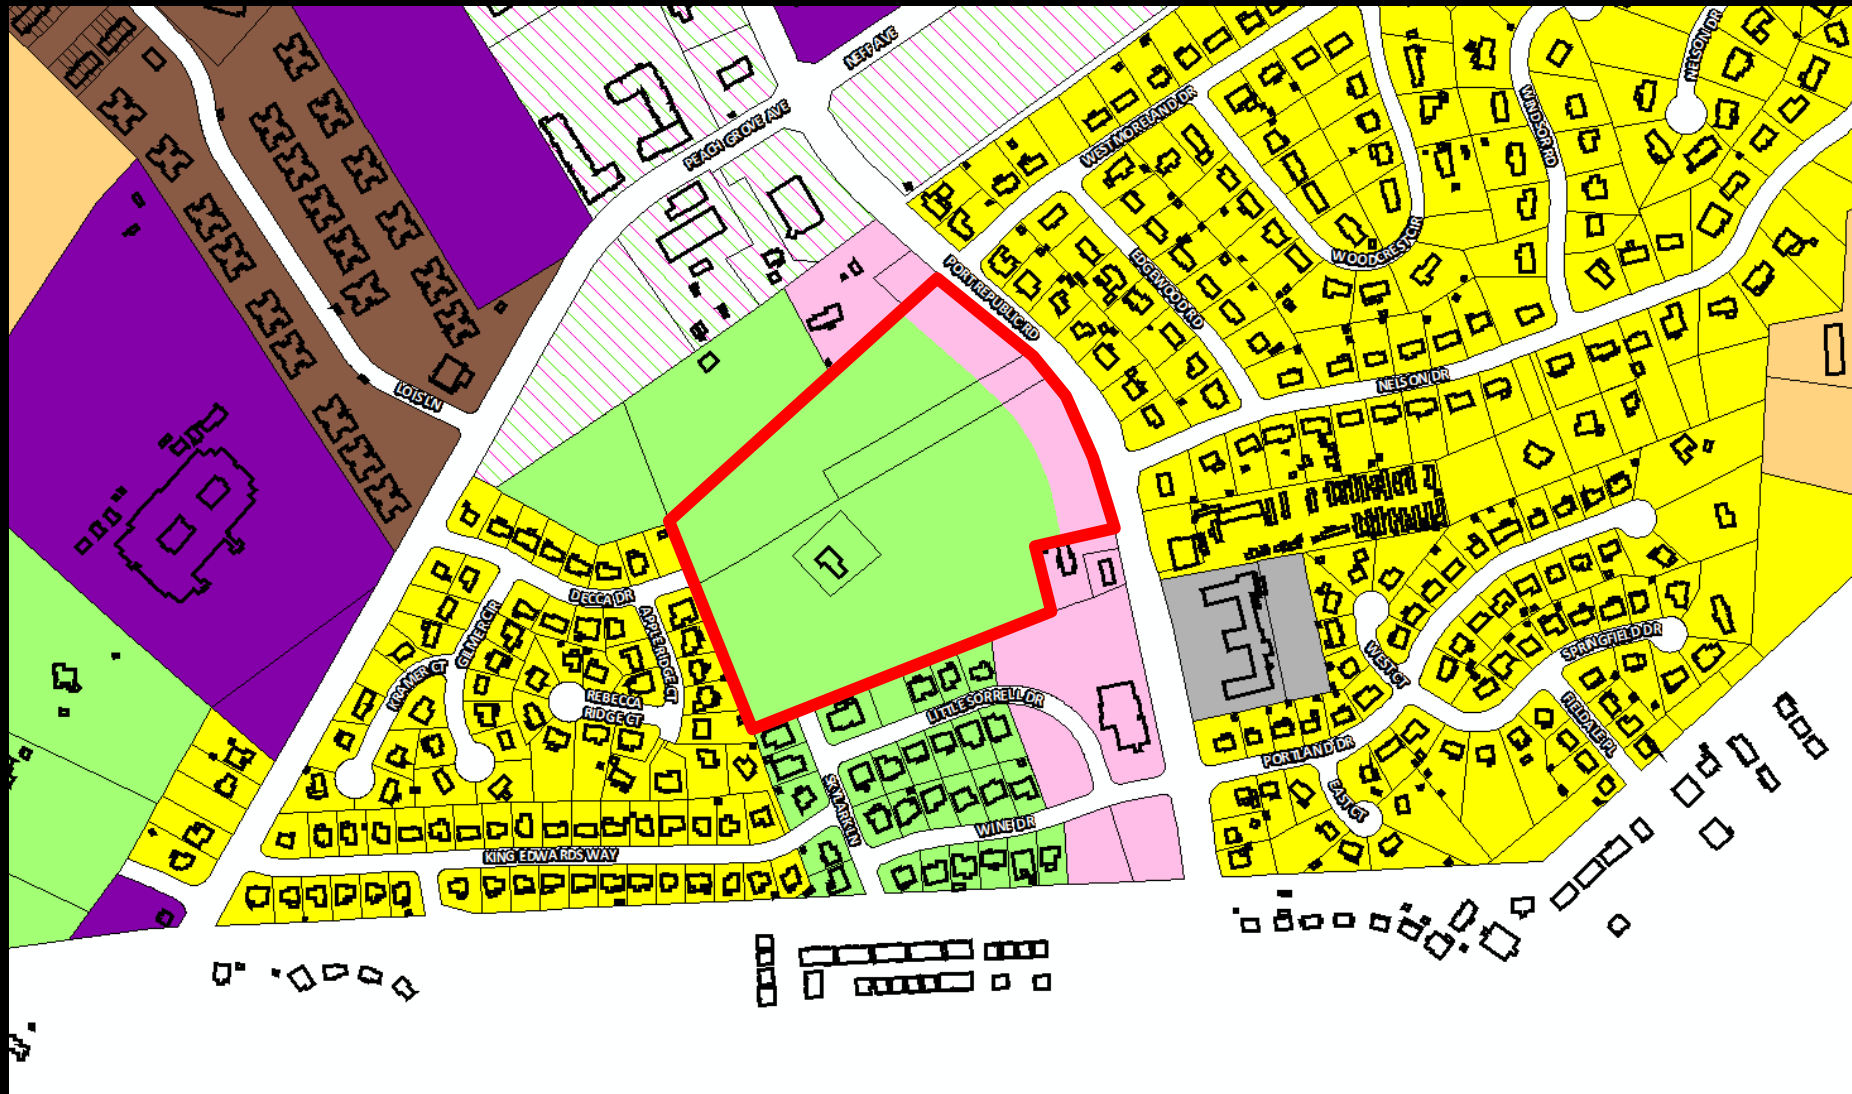 NEFF AVE
NELSON DR
PEACH GROVE AVE
WESTMORELAND DR
WINDSOR RD
WOODCREST CIR
EDGEWOOD RD
PORT REPUBLIC RD
LOIS LN
NELSON DR
DECCA DR
GILMER CIR
APPLE RIDGE CT
KRAMER CT
REBECCA
RIDGE CT
LITTLE SORRELL DR
WEST CT
SPRINGFIELD DR
FIELDALE PL
PORTLAND DR
EAST CT
SKYLARK LN
WINE DR
KING EDWARDS WAY